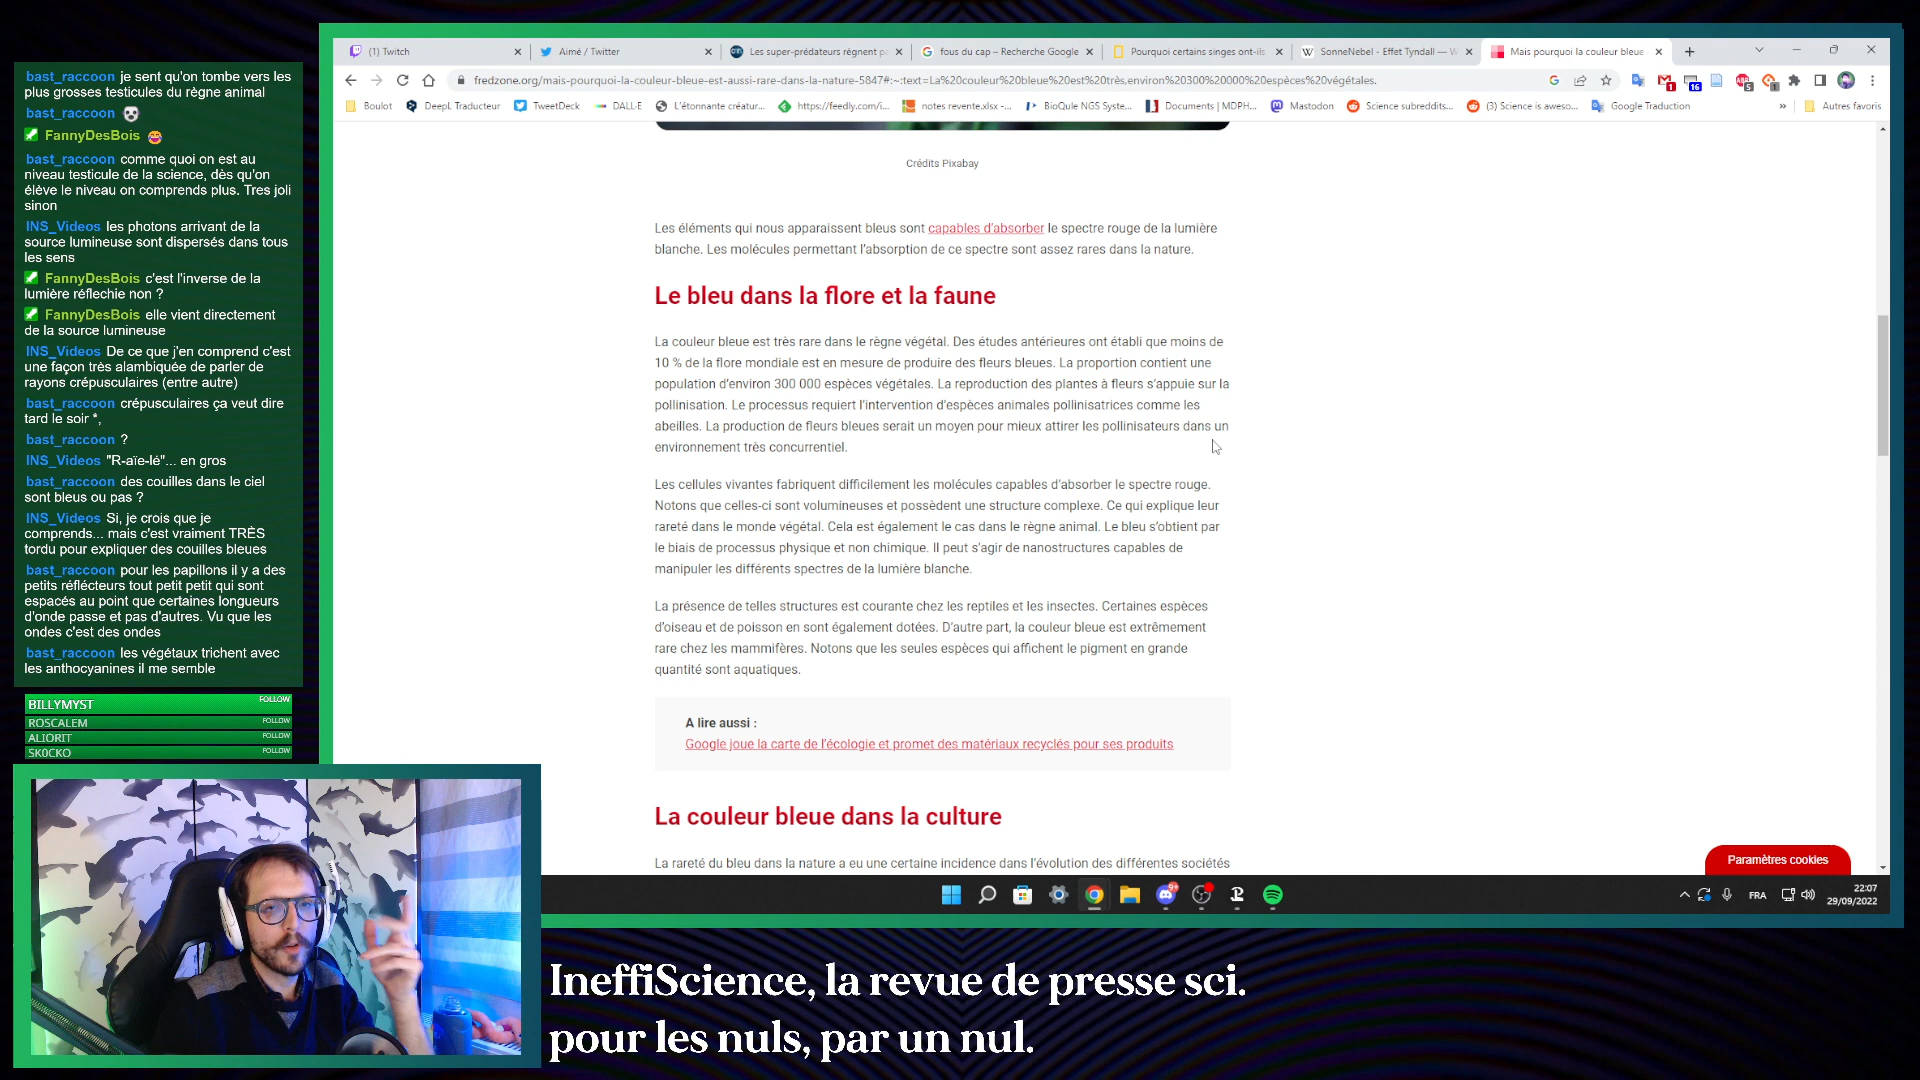 bast_raccoon je sent qu'on tombe vers les
plus grosses testicules du règne animal
bast_raccoon
FannyDesBois
bast_raccoon comme quoi on est au
niveau testicule de la science, dès qu'on
élève le niveau on comprends plus. Tres joli
sinon
INS_Videos les photons arrivant de la
source lumineuse sont dispersés dans tous
les sens
FannyDesBois c'est l'inverse de la
lumière réflechie non ?
FannyDesBois elle vient directement
de la source lumineuse
INS_Videos De ce que j'en comprend c'est
une façon très alambiquée de parler de
rayons crépusculaires (entre autre)
bast_raccoon crépusculaires ça veut dire
tard le soir *,
bast_raccoon ?
INS_Videos "R-aïe-lé"... en gros
bast_raccoon des couilles dans le ciel
sont bleus ou pas ?
INS_Videos Si, je crois que je
comprends... mais c'est vraiment TRÈS
tordu pour expliquer des couilles bleues
bast_raccoon pour les papillons il y a des
petits réflécteurs tout petit petit qui sont
espacés au point que certaines longueurs
d'onde passe et pas d'autres. Vu que les
ondes c'est des ondes
bast_raccoon les végétaux trichent avec
les anthocyanines il me semble
BILLYMYST FOLLOW
ROSCALEM FOLLOW
ALIORIT FOLLOW
SK0CKO FOLLOW
(1) Twitch
Aimé / Twitter
Les super-prédateurs règnent p
fous du cap - Recherche Google
Pourquoi certains singes ont-ils
SonneNebel - Effet Tyndall — W
Mais pourquoi la couleur bleue
fredzone.org/mais-pourquoi-la-couleur-bleue-est-aussi-rare-dans-la-nature-5847#:~:text=La%20couleur%20bleue%20est%20très,environ%20300%20000%20espèces%20végétales.
Boulot
DeepL Traducteur
TweetDeck
DALL·E
L'étonnante créatur...
https://feedly.com/i...
notes revente.xlsx -...
BioQule NGS Syste...
Documents | MDPH...
Mastodon
Science subreddits...
(3) Science is aweso...
Google Traduction
»
Autres favoris
Crédits Pixabay
Les éléments qui nous apparaissent bleus sont capables d'absorber le spectre rouge de la lumière
blanche. Les molécules permettant l'absorption de ce spectre sont assez rares dans la nature.
Le bleu dans la flore et la faune
La couleur bleue est très rare dans le règne végétal. Des études antérieures ont établi que moins de
10 % de la flore mondiale est en mesure de produire des fleurs bleues. La proportion contient une
population d'environ 300 000 espèces végétales. La reproduction des plantes à fleurs s'appuie sur la
pollinisation. Le processus requiert l'intervention d'espèces animales pollinisatrices comme les
abeilles. La production de fleurs bleues serait un moyen pour mieux attirer les pollinisateurs dans un
environnement très concurrentiel.
Les cellules vivantes fabriquent difficilement les molécules capables d'absorber le spectre rouge.
Notons que celles-ci sont volumineuses et possèdent une structure complexe. Ce qui explique leur
rareté dans le monde végétal. Cela est également le cas dans le règne animal. Le bleu s'obtient par
le biais de processus physique et non chimique. Il peut s'agir de nanostructures capables de
manipuler les différents spectres de la lumière blanche.
La présence de telles structures est courante chez les reptiles et les insectes. Certaines espèces
d'oiseau et de poisson en sont également dotées. D'autre part, la couleur bleue est extrêmement
rare chez les mammifères. Notons que les seules espèces qui affichent le pigment en grande
quantité sont aquatiques.
A lire aussi :
Google joue la carte de l'écologie et promet des matériaux recyclés pour ses produits
La couleur bleue dans la culture
La rareté du bleu dans la nature a eu une certaine incidence dans l'évolution des différentes sociétés
Paramètres cookies
FRA
22:07
29/09/2022
IneffiScience, la revue de presse sci.
pour les nuls, par un nul.